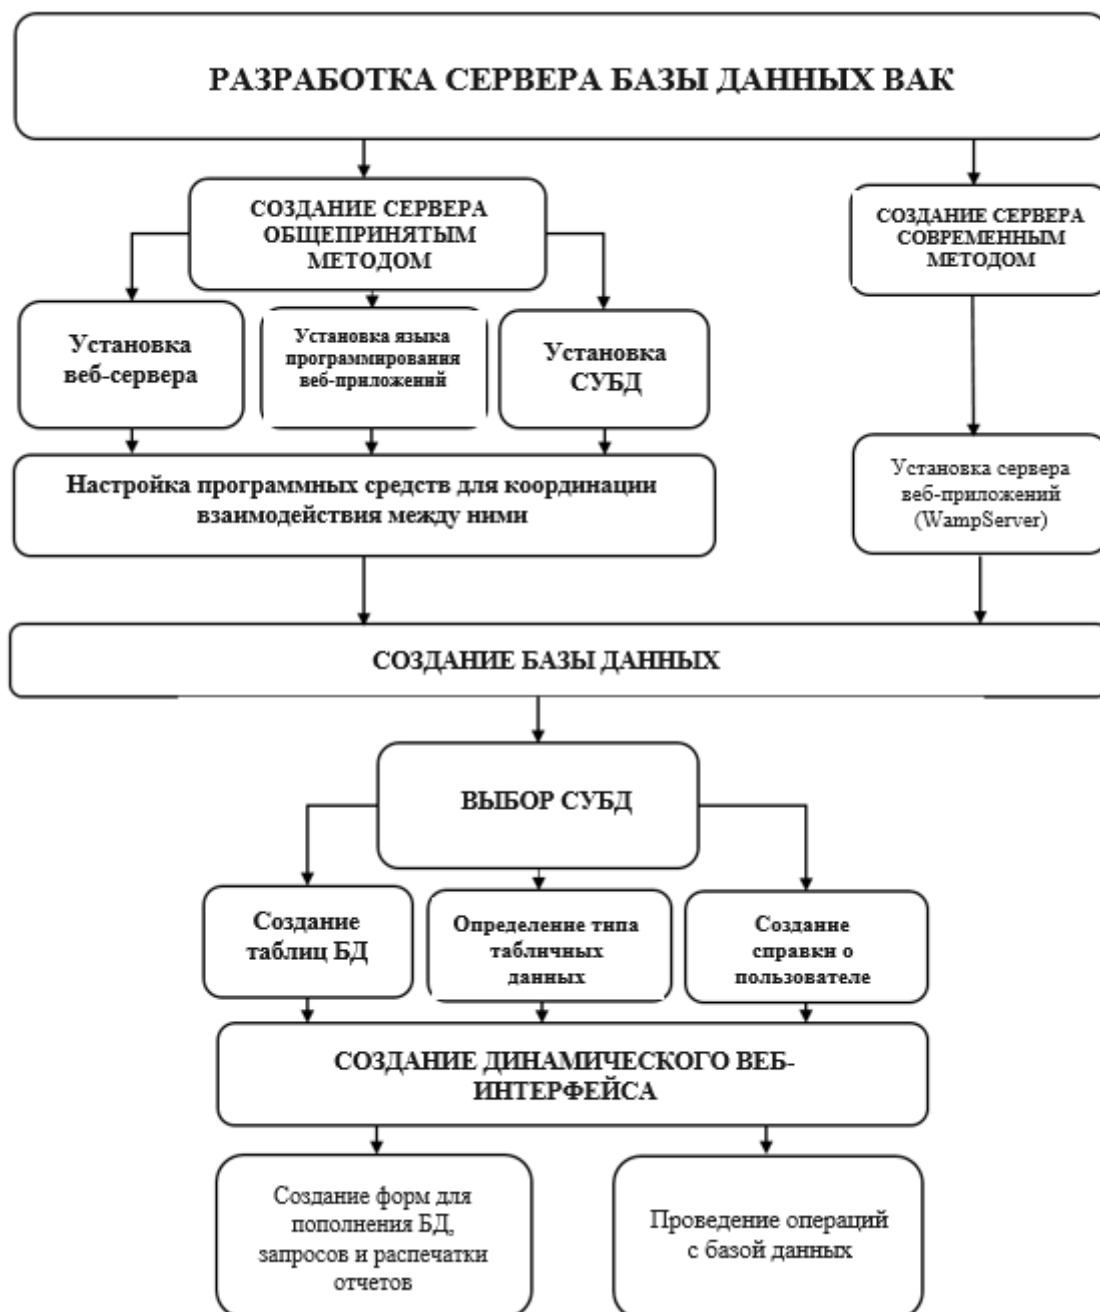 РАЗРАБОТКА СЕРВЕРА БАЗЫ ДАННЫХ ВАК
СОЗДАНИЕ СЕРВЕРА
ОБЩЕПРИНЯТЫМ
МЕТОДОМ
СОЗДАНИЕ СЕРВЕРА
СОВРЕМЕННЫМ
МЕТОДОМ
Установка
веб-сервера
Установка языка
программирования
веб-приложений
Установка
СУБД
Настройка программных средств для координации
взаимодействия между ними
Установка сервера
веб-приложений
(WampServer)
СОЗДАНИЕ БАЗЫ ДАННЫХ
ВЫБОР СУБД
Создание
таблиц БД
Определение типа
табличных
данных
Создание
справки о
пользователе
СОЗДАНИЕ ДИНАМИЧЕСКОГО ВЕБ-
ИНТЕРФЕЙСА
Создание форм для
пополнения БД,
запросов и распечатки
отчетов
Проведение операций
с базой данных